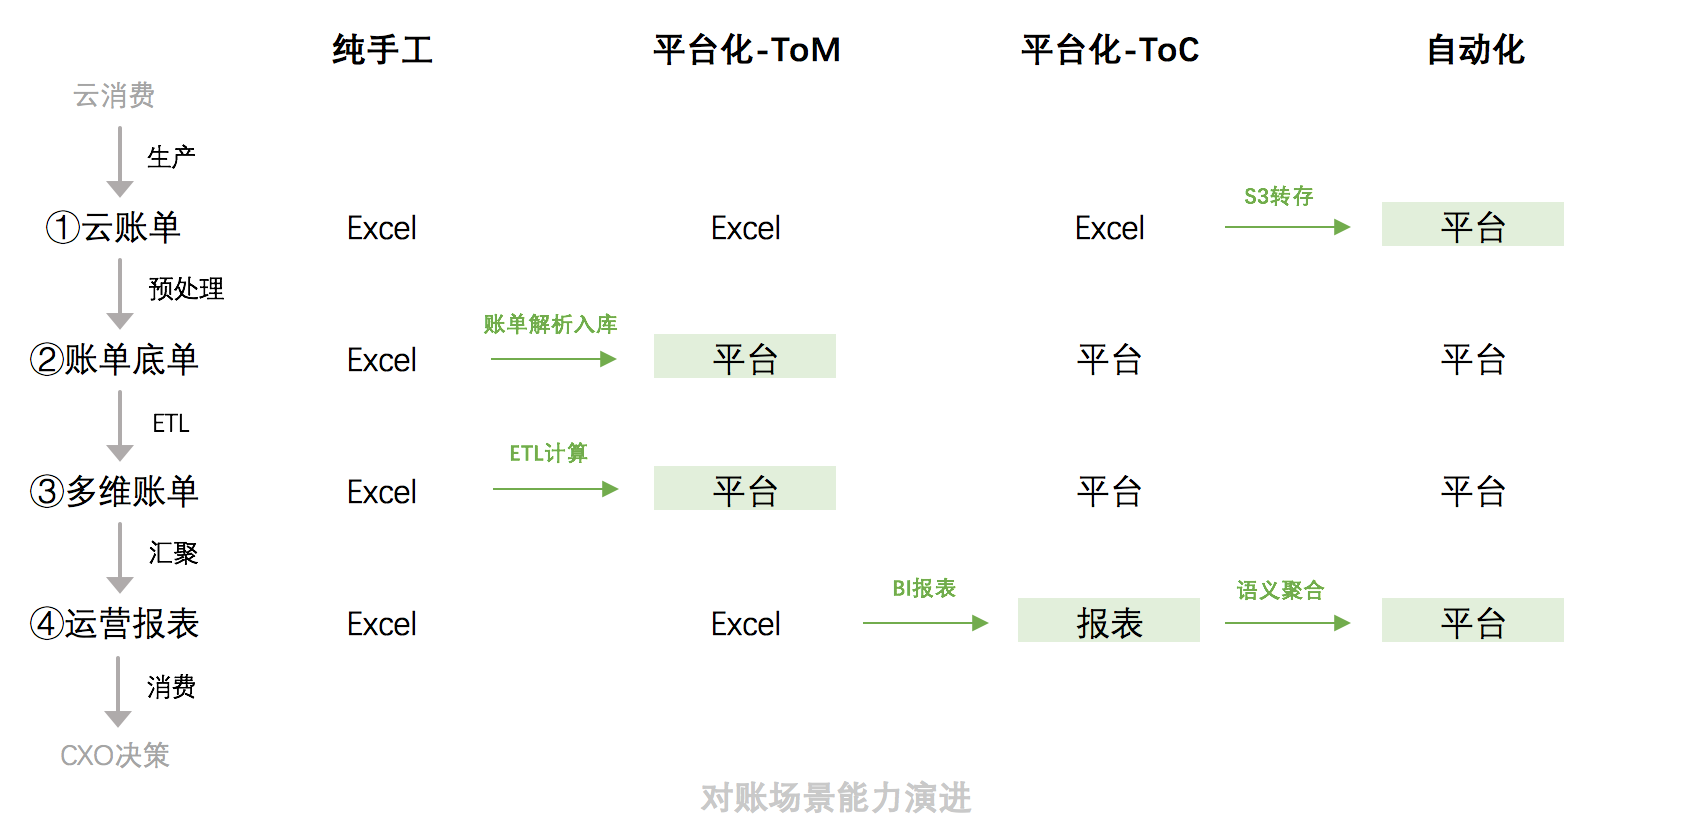 纯手工 平台化-ToM 平台化-ToC 自动化
云消费
生产
S3转存
①云账单 Excel Excel Excel 平台
预处理
账单解析入库
②账单底单 Excel 平台 平台 平台
ETL
ETL计算
③多维账单 Excel 平台 平台 平台
汇聚
BI报表 语义聚合
④运营报表 Excel Excel 报表 平台
消费
CXO决策
对账场景能力演进